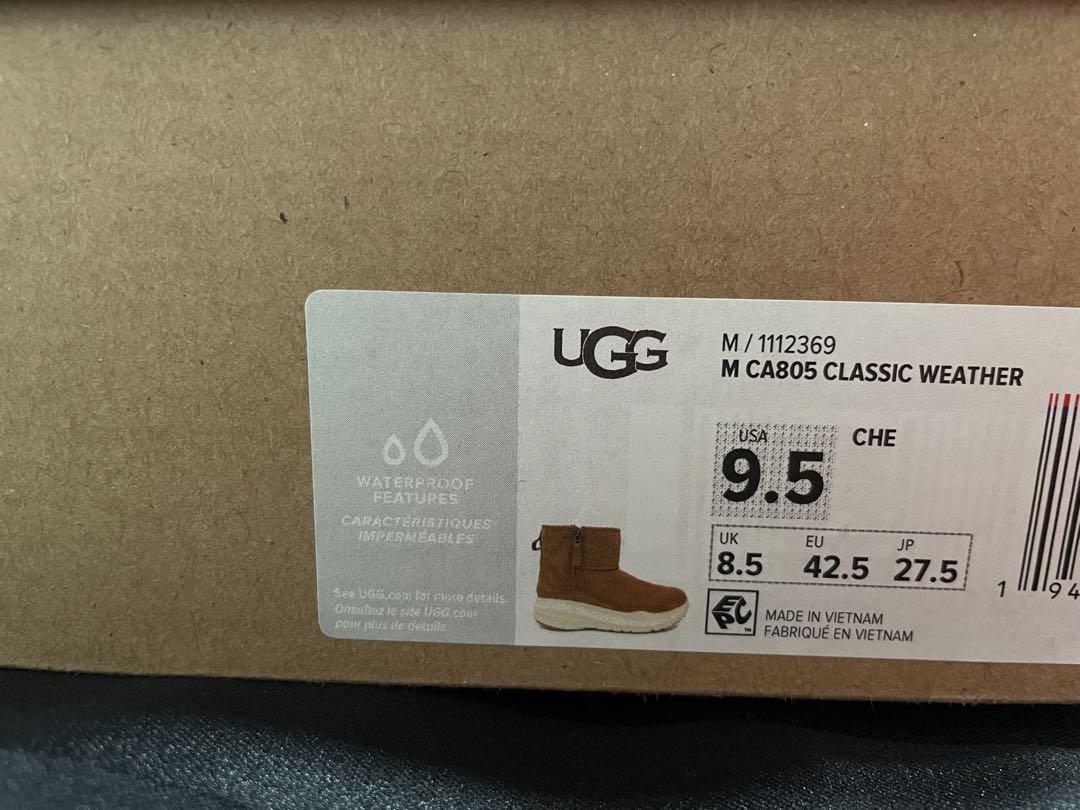 UGG
M / 1112369
M CA805 CLASSIC WEATHER
USA
9.5
CHE
UK
8.5
EU
42.5
JP
27.5
WATERPROOF
FEATURES
CARACTÉRISTIQUES
IMPERMÉABLES
See UGG.com for more details.
Onsultez le site UGG.com
pour plus de détails.
EPC
MADE IN VIETNAM
FABRIQUÉ EN VIETNAM
1 94